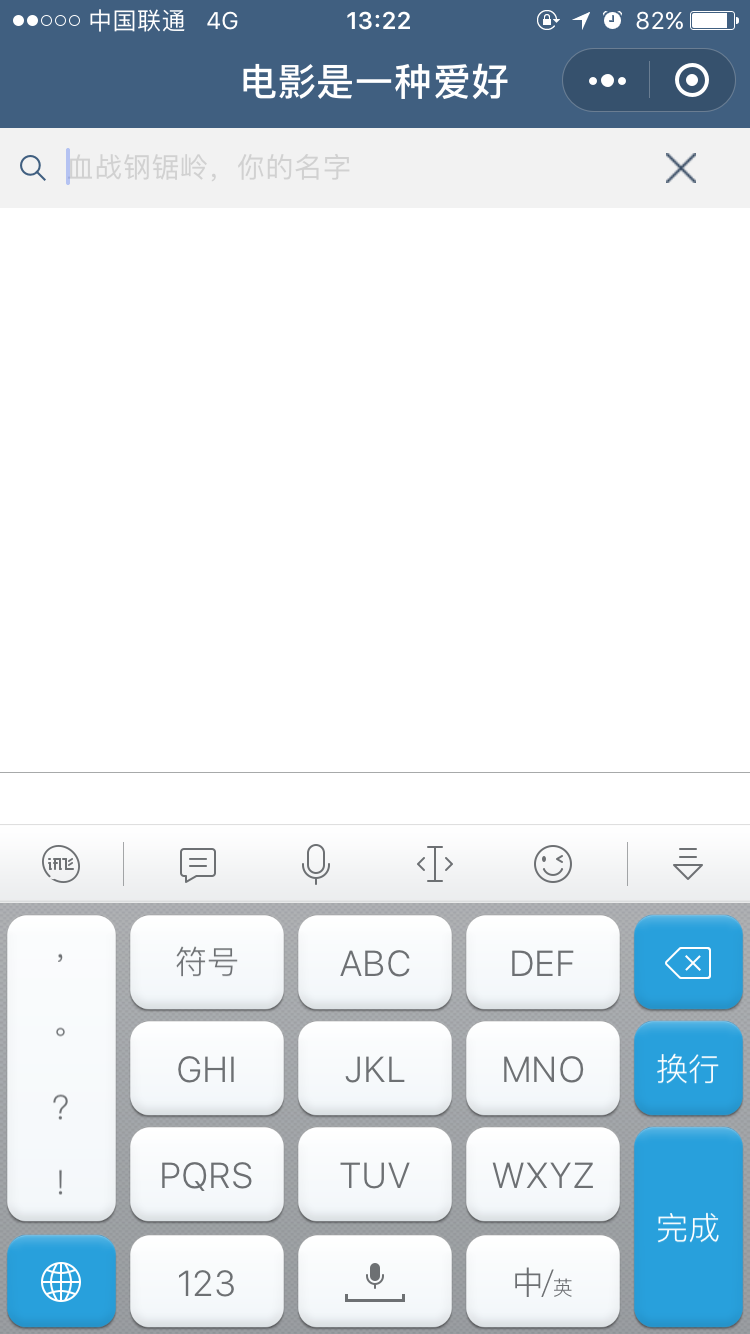 中国联通 4G 13:22 82%
电影是一种爱好
血战钢锯岭，你的名字
， 符号 ABC DEF
。
？ GHI JKL MNO 换行
！ PQRS TUV WXYZ
完成
123 中/英